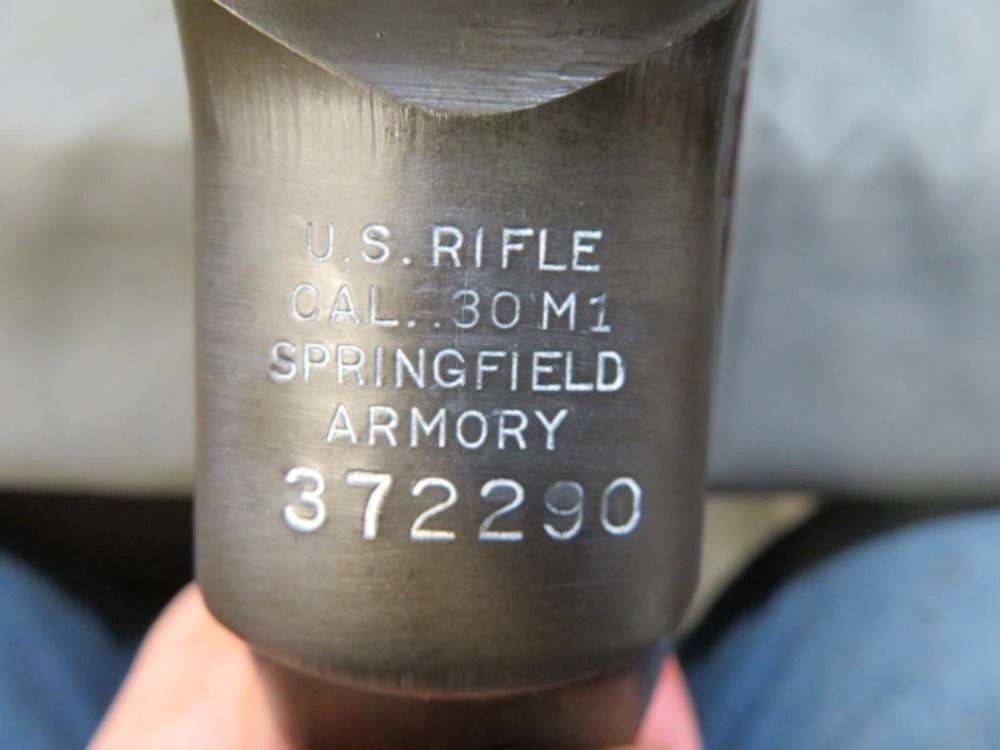 U.S. RIFLE
CAL..30 M1
SPRINGFIELD
ARMORY
372290